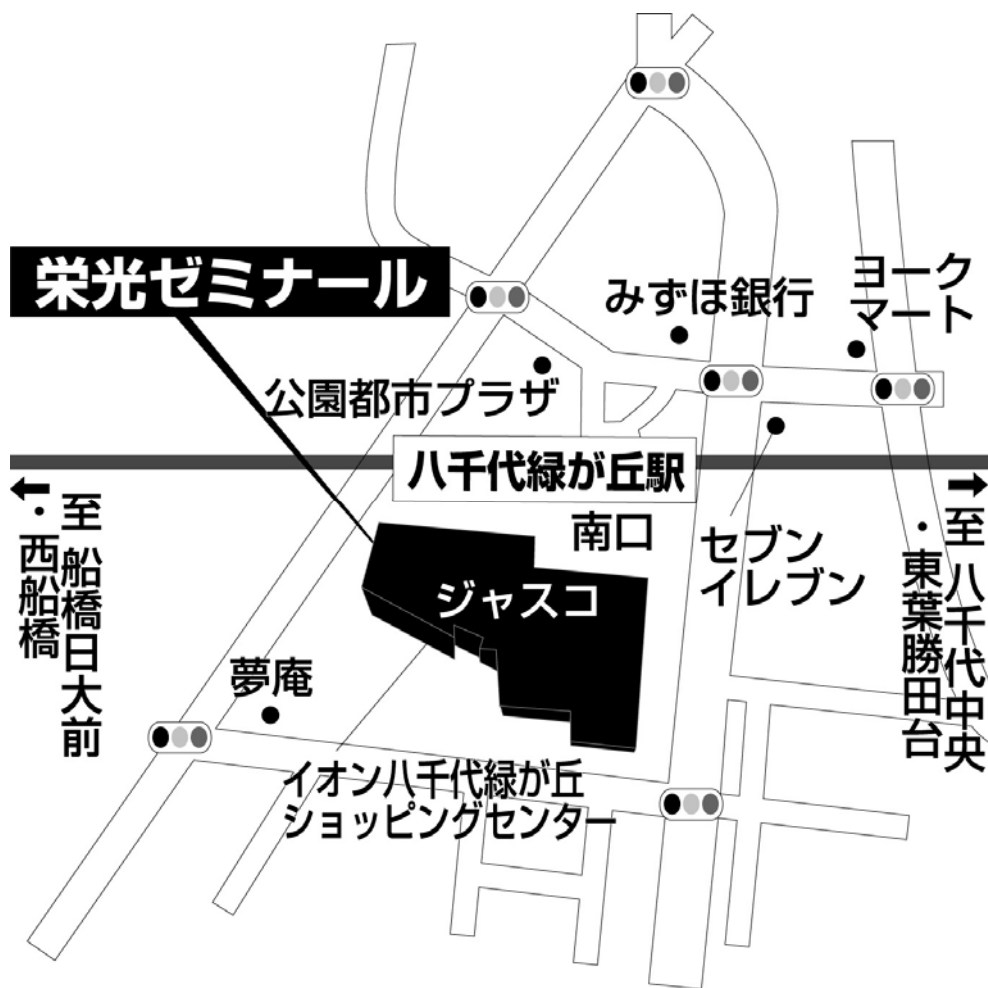 栄光ゼミナール
みずほ銀行
ヨーク
マート
公園都市プラザ
八千代緑が丘駅
南口
セブン
イレブン
至 船橋日大前
・西船橋
至 八千代中央
・東葉勝田台
ジャスコ
夢庵
イオン八千代緑が丘
ショッピングセンター